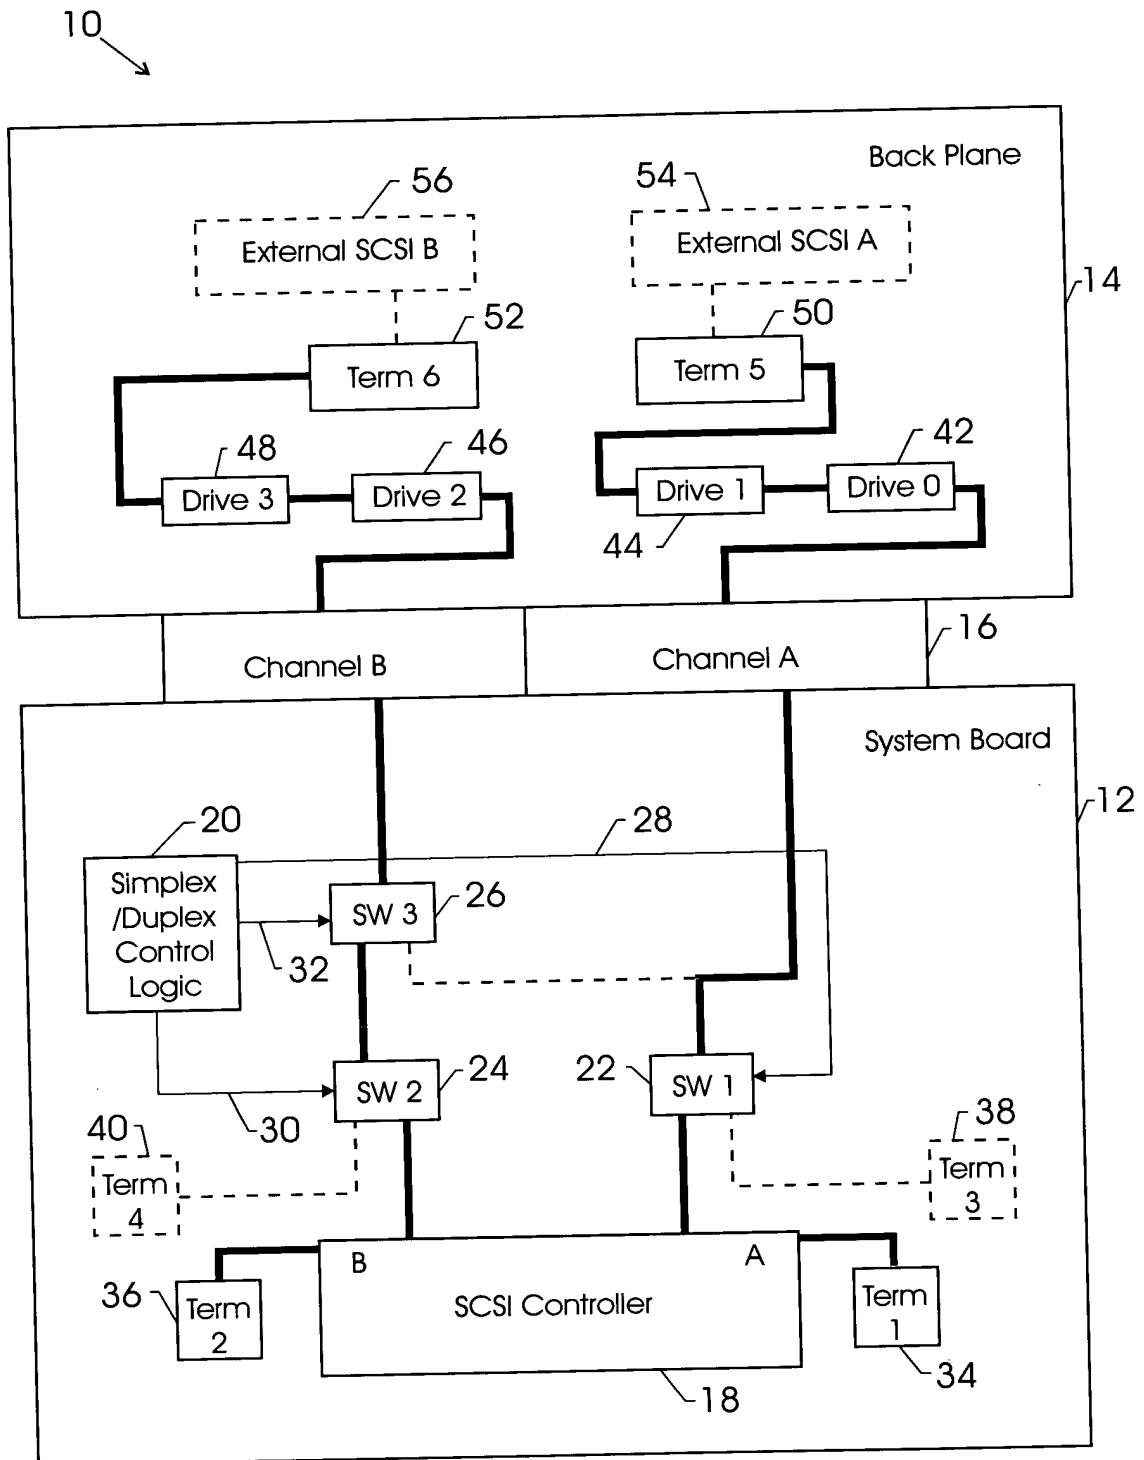 10
Back Plane
56
54
External SCSI B
External SCSI A
14
52
50
Term 6
Term 5
48
46
42
Drive 3
Drive 2
Drive 1
Drive 0
44
16
Channel B
Channel A
System Board
12
20
28
Simplex
/Duplex
Control
Logic
SW 3
26
32
SW 2
24
22
SW 1
30
40
38
Term
4
Term
3
B
A
36
Term
2
SCSI Controller
Term
1
34
18